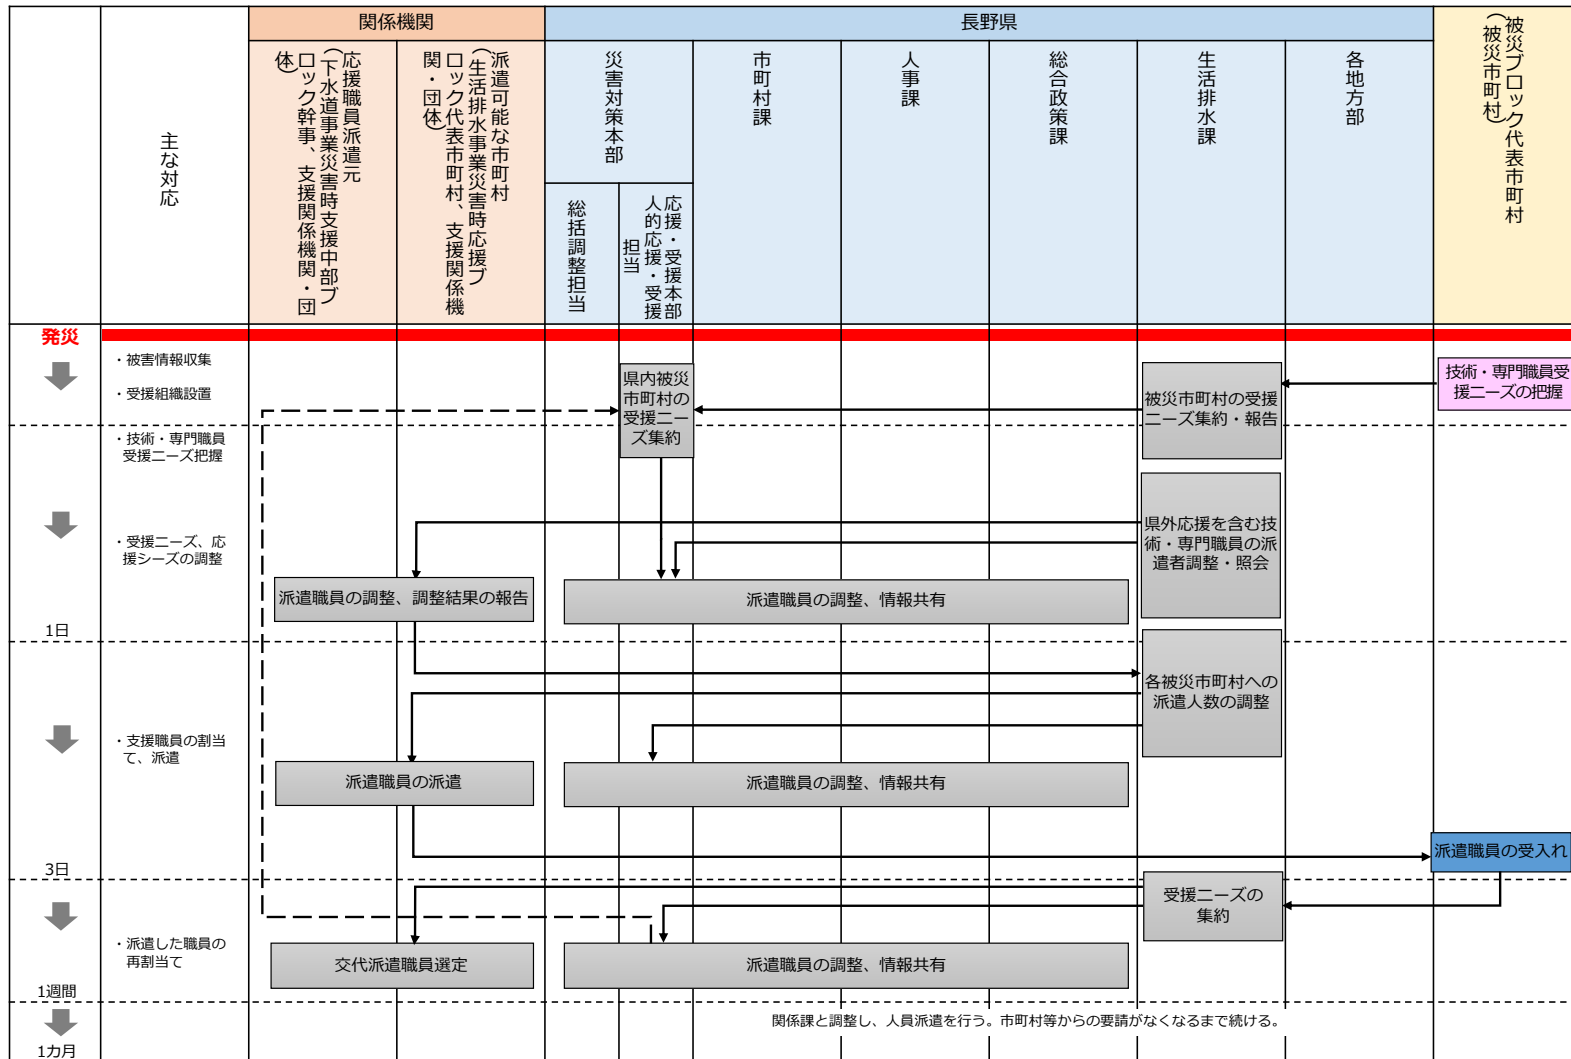 関係機関
長野県
主な対応
応援職員派遣元
(下水道事業災害時支援中部ブ
ロック幹事、支援関係機関・団
体)
派遣可能な市町村
(生活排水事業災害時応援ブ
ロック代表市町村、支援関係機
関・団体)
災害対策本部
総括調整担当
応援・受援本部
人的応援・受援
担当
市町村課
人事課
総合政策課
生活排水課
各地方部
被災ブロック代表市町村
(被災市町村)
発災
・被害情報収集
・受援組織設置
県内被災
市町村の
受援ニー
ズ集約
被災市町村の受援
ニーズ集約・報告
技術・専門職員受
援ニーズの把握
・技術・専門職員
受援ニーズ把握
・受援ニーズ、応
援シーズの調整
県外応援を含む技
術・専門職員の派
遣者調整・照会
派遣職員の調整、調整結果の報告
派遣職員の調整、情報共有
1日
各被災市町村への
派遣人数の調整
・支援職員の割当
て、派遣
派遣職員の派遣
派遣職員の調整、情報共有
派遣職員の受入れ
3日
受援ニーズの
集約
・派遣した職員の
再割当て
交代派遣職員選定
派遣職員の調整、情報共有
1週間
関係課と調整し、人員派遣を行う。市町村等からの要請がなくなるまで続ける。
1カ月